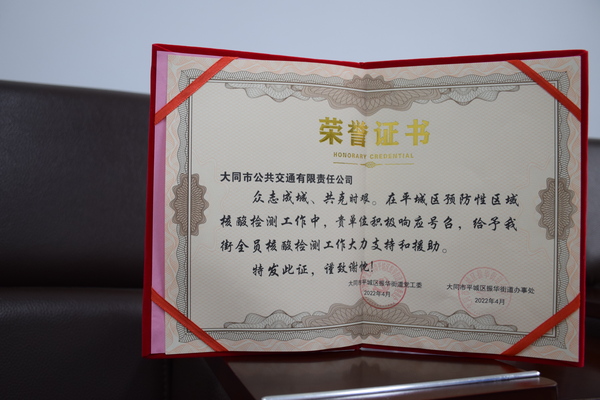 荣誉证书
HONORARY CREDENTIAL
大同市公共交通有限责任公司
众志成城、共克时艰。在平城区预防性区域
核酸检测工作中，贵单位积极响应号召，给予我
街全员核酸检测工作大力支持和援助。
特发此证，谨致谢忱！
大同市平城区振华街道党工委
2022年4月
大同市平城区振华街道办事处
2022年4月